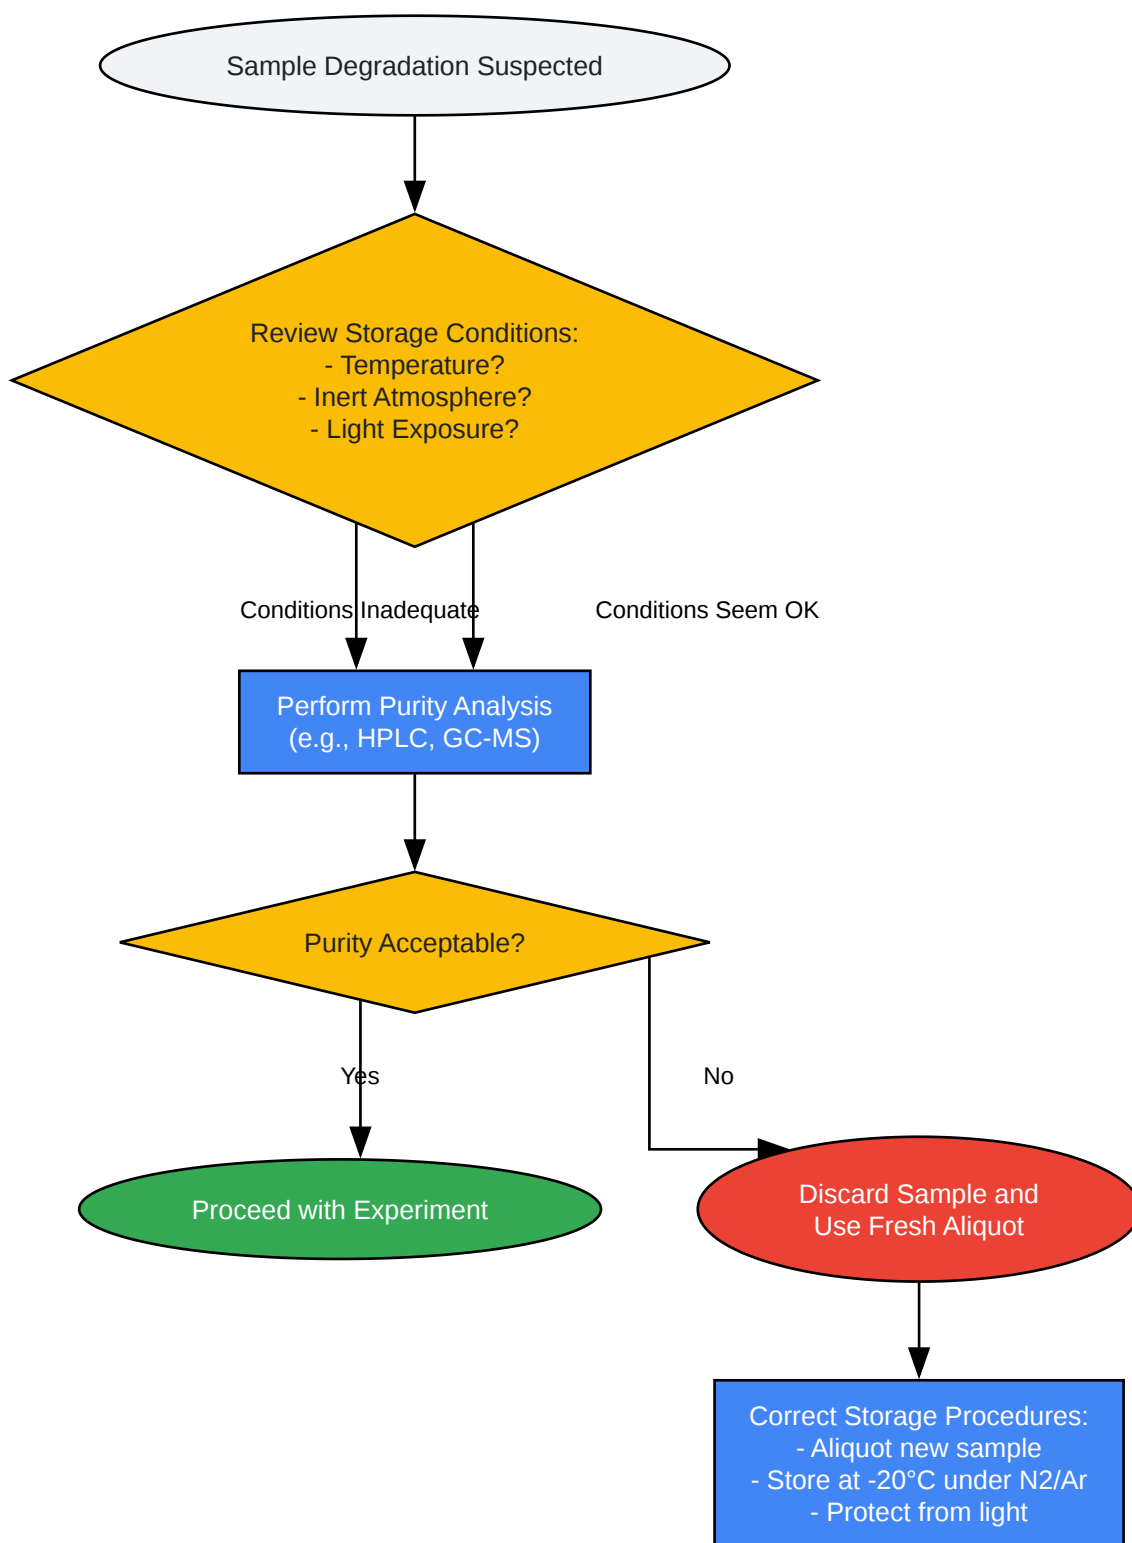 Sample Degradation Suspected
Review Storage Conditions:
- Temperature?
- Inert Atmosphere?
- Light Exposure?
Conditions Inadequate
Conditions Seem OK
Perform Purity Analysis
(e.g., HPLC, GC-MS)
Purity Acceptable?
Yes
No
Proceed with Experiment
Discard Sample and
Use Fresh Aliquot
Correct Storage Procedures:
- Aliquot new sample
- Store at -20°C under N2/Ar
- Protect from light